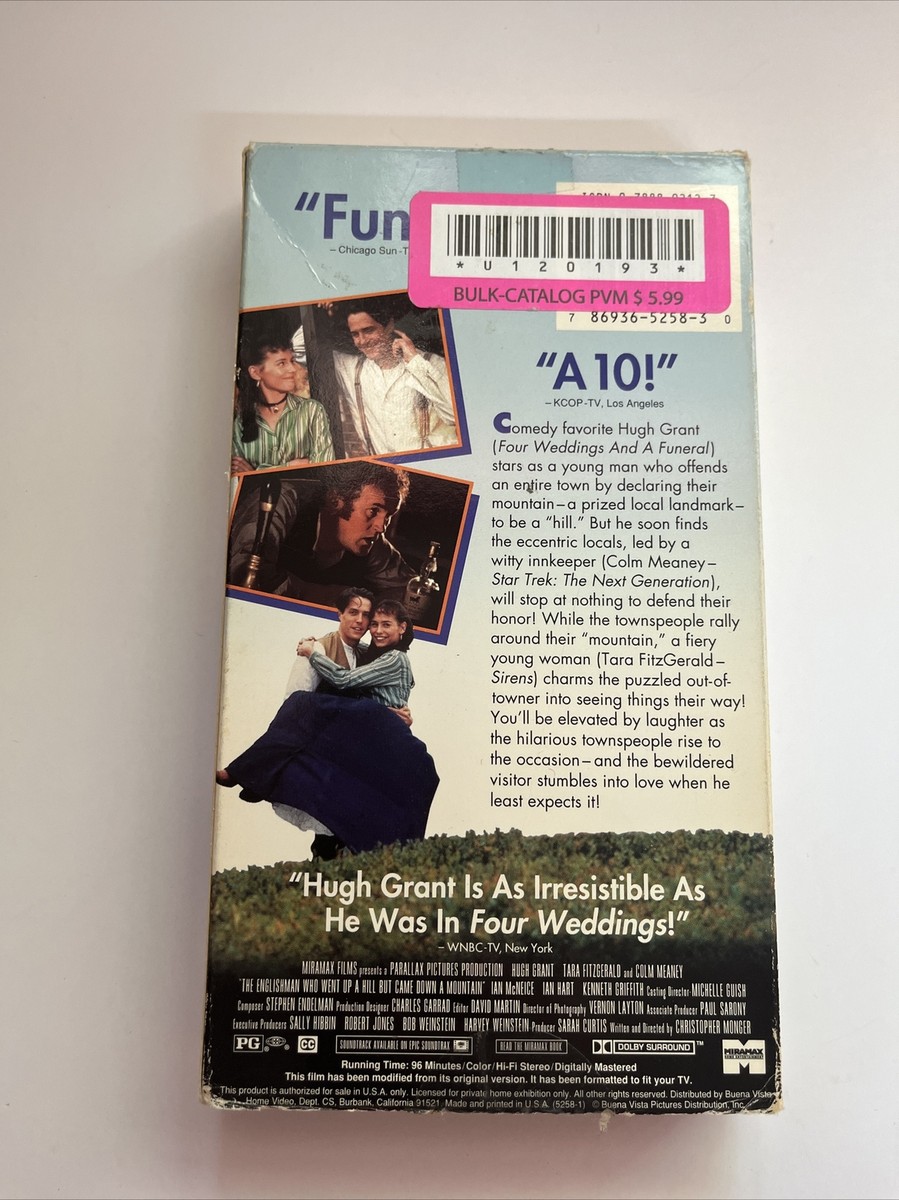 “Fun
– Chicago Sun-T
* U 1 2 0 1 9 3 *
BULK-CATALOG PVM $ 5.99
7 86936-5258-3 0
“A 10!”
– KCOP-TV, Los Angeles
Comedy favorite Hugh Grant
(Four Weddings And A Funeral)
stars as a young man who offends
an entire town by declaring their
mountain – a prized local landmark –
to be a “hill.” But he soon finds
the eccentric locals, led by a
witty innkeeper (Colm Meaney –
Star Trek: The Next Generation),
will stop at nothing to defend their
honor! While the townspeople rally
around their “mountain,” a fiery
young woman (Tara FitzGerald –
Sirens) charms the puzzled out-of-
towner into seeing things their way!
You’ll be elevated by laughter as
the hilarious townspeople rise to
the occasion – and the bewildered
visitor stumbles into love when he
least expects it!
“Hugh Grant Is As Irresistible As
He Was In Four Weddings!”
– WNBC-TV, New York
MIRAMAX FILMS presents a PARALLAX PICTURES PRODUCTION HUGH GRANT TARA FITZGERALD and COLM MEANEY
"THE ENGLISHMAN WHO WENT UP A HILL BUT CAME DOWN A MOUNTAIN" IAN McNEICE IAN HART KENNETH GRIFFITH Casting Director MICHELLE GUISH
Composer STEPHEN ENDELMAN Production Designer CHARLES GARRAD Editor DAVID MARTIN Director of Photography VERNON LAYTON Associate Producer PAUL SARONY
Executive Producers SALLY HIBBIN ROBERT JONES BOB WEINSTEIN HARVEY WEINSTEIN Producer SARAH CURTIS Written and Directed by CHRISTOPHER MONGER
PG CC SOUNDTRACK AVAILABLE ON EPIC SOUNDTRAX READ THE MIRAMAX BOOK DOLBY SURROUND™ MIRAMAX HOME ENTERTAINMENT
Running Time: 96 Minutes/Color/Hi-Fi Stereo/Digitally Mastered
This film has been modified from its original version. It has been formatted to fit your TV.
This product is authorized for sale in U.S.A. only. Licensed for private home exhibition only. All other rights reserved. Distributed by Buena Vista
Home Video, Dept. CS, Burbank, California 91521. Made and printed in U.S.A. (5258-1) © Buena Vista Pictures Distribution, Inc.